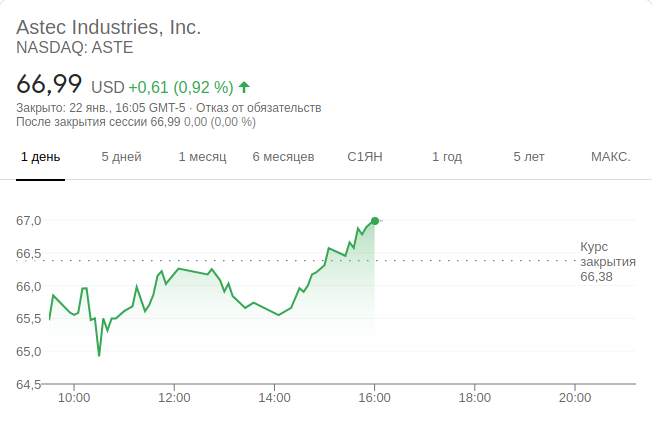 Astec Industries, Inc.
NASDAQ: ASTE
66,99 USD +0,61 (0,92 %)
Закрыто: 22 янв., 16:05 GMT-5 · Отказ от обязательств
После закрытия сессии 66,99 0,00 (0,00 %)
1 день 5 дней 1 месяц 6 месяцев С1ЯН 1 год 5 лет МАКС.
67,0
66,5
66,0
65,5
65,0
64,5
Курс
закрытия
66,38
10:00 12:00 14:00 16:00 18:00 20:00